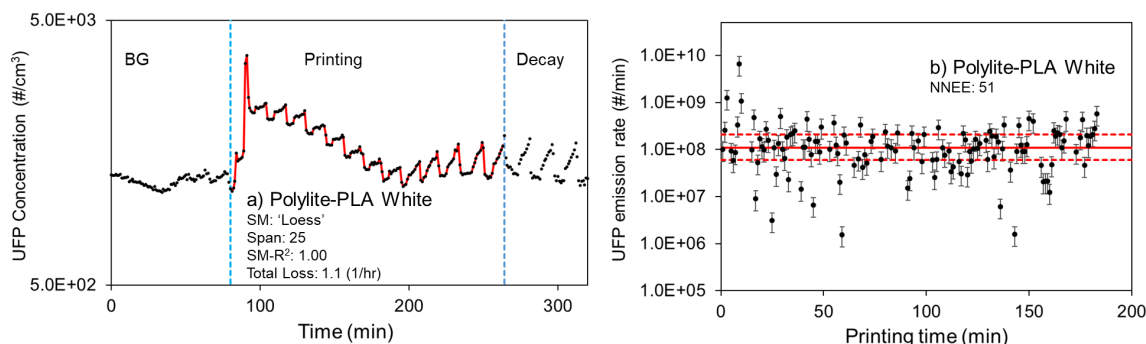 5.0E+03
BG
Printing
Decay
UFP Concentration (#/cm³)
a) Polylite-PLA White
SM: 'Loess'
Span: 25
SM-R²: 1.00
Total Loss: 1.1 (1/hr)
5.0E+02
0
100
200
300
Time (min)
1.0E+10
1.0E+09
1.0E+08
1.0E+07
1.0E+06
1.0E+05
UFP emission rate (#/min)
b) Polylite-PLA White
NNEE: 51
0
50
100
150
200
Printing time (min)